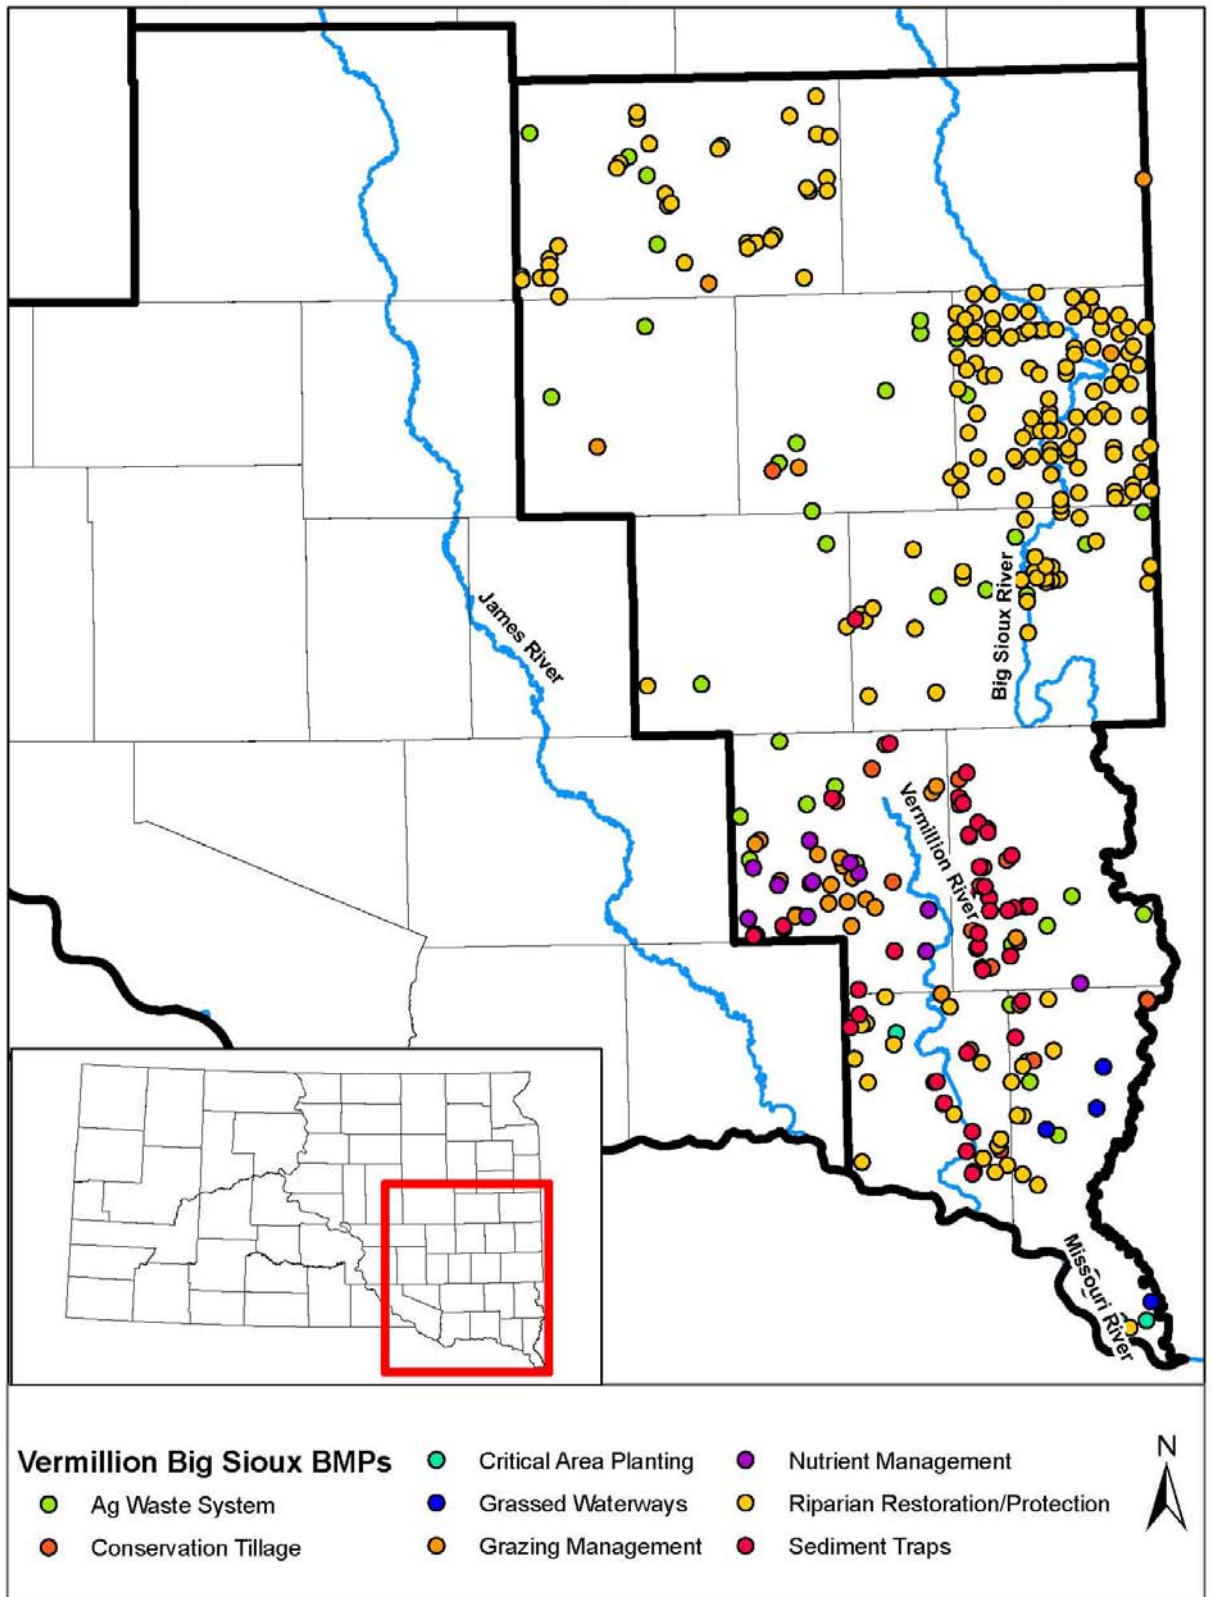 James River
Big Sioux River
Vermillion River
Missouri River
Vermillion Big Sioux BMPs
Ag Waste System
Conservation Tillage
Critical Area Planting
Grassed Waterways
Grazing Management
Nutrient Management
Riparian Restoration/Protection
Sediment Traps
N